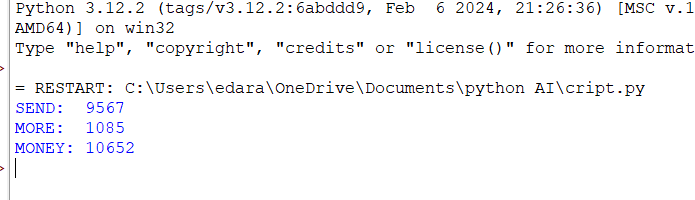 Python 3.12.2 (tags/v3.12.2:6abddd9, Feb  6 2024, 21:26:36) [MSC v.1
AMD64)] on win32
Type "help", "copyright", "credits" or "license()" for more informat
= RESTART: C:\Users\edara\OneDrive\Documents\python AI\cript.py
SEND:  9567
MORE:  1085
MONEY: 10652